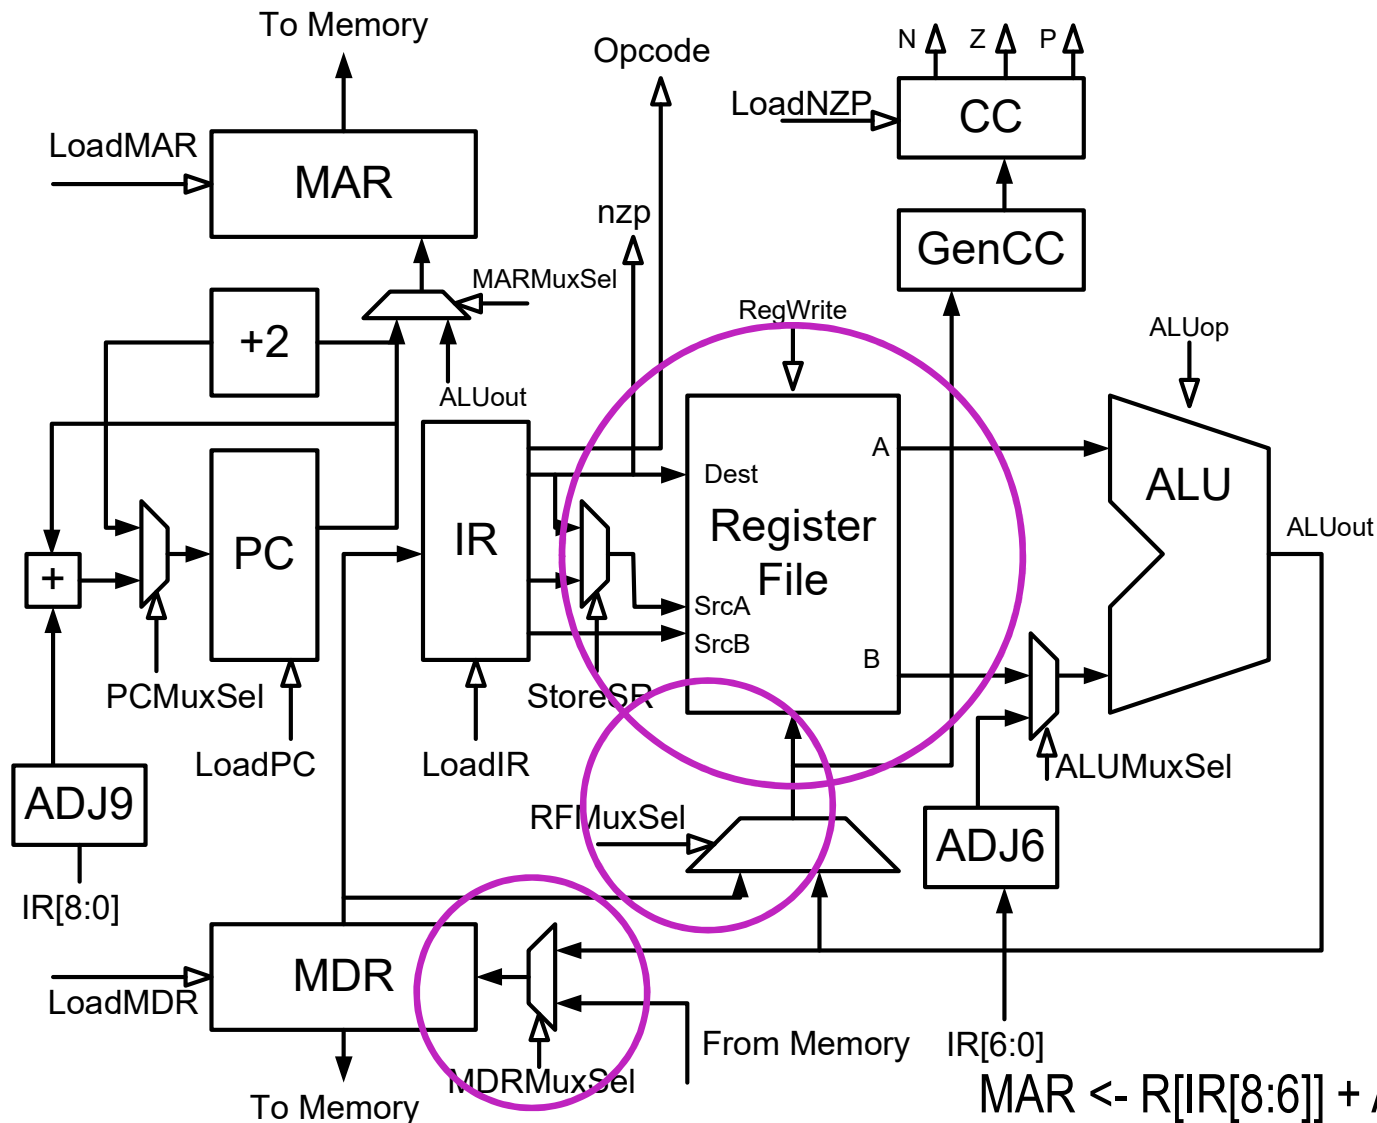 To Memory
Opcode
N Z P
LoadNZP
CC
LoadMAR
MAR
nzp
GenCC
MARMuxSel
RegWrite
+2
ALUop
ALUout
A
Dest
ALU
IR
Register
File
ALUout
PC
+
SrcA
SrcB
B
PCMuxSel
StoreSR
LoadPC
LoadIR
ALUMuxSel
ADJ9
RFMuxSel
ADJ6
IR[8:0]
MDR
LoadMDR
From Memory
IR[6:0]
MDRMuxSel
To Memory
MAR <- R[IR[8:6]] +